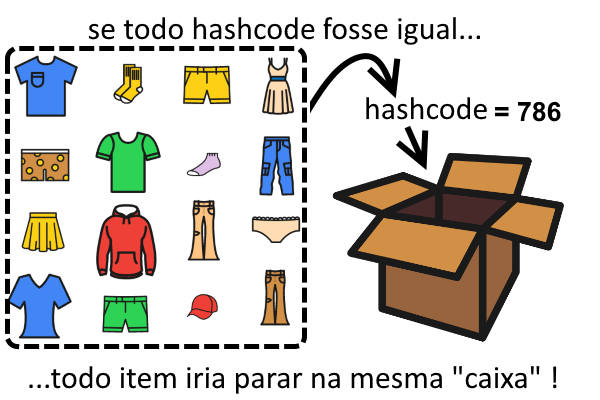 se todo hashcode fosse igual...
hashcode = 786
...todo item iria parar na mesma "caixa" !